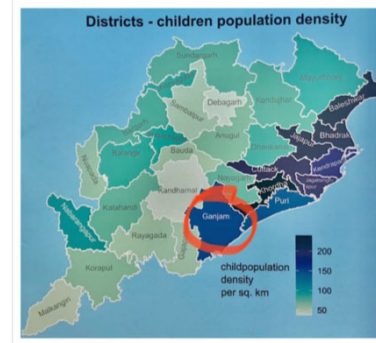 Districts - children population density
Sundargarh
Mayurbhanj
Debagarh
Sambalpur
Kendujhar
Baleshwar
Bhadrak
Jajapur
Anugul
Dhenkanal
Balangir
Bauda
Cuttack
Kendrapara
Nuapada
Nayagarh
Khordha
Puri
Kandhamal
Kalahandi
Ganjam
Nabarangapur
Rayagada
Koraput
Malkangiri
childpopulation
density
per sq. km
200
150
100
50